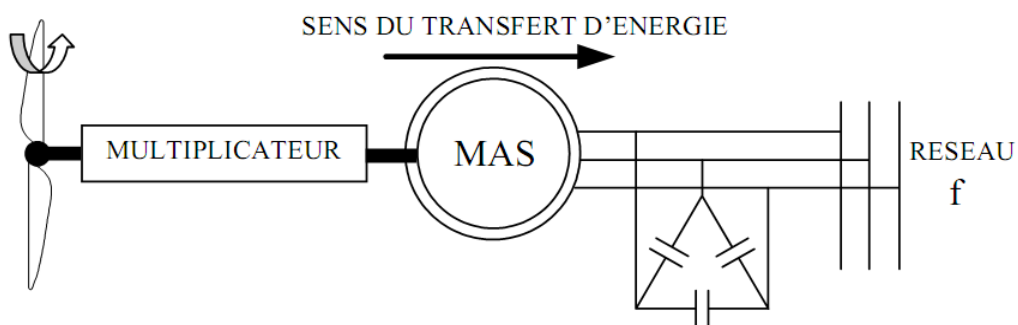 SENS DU TRANSFERT D'ENERGIE
MULTIPLICATEUR
MAS
RESEAU
f